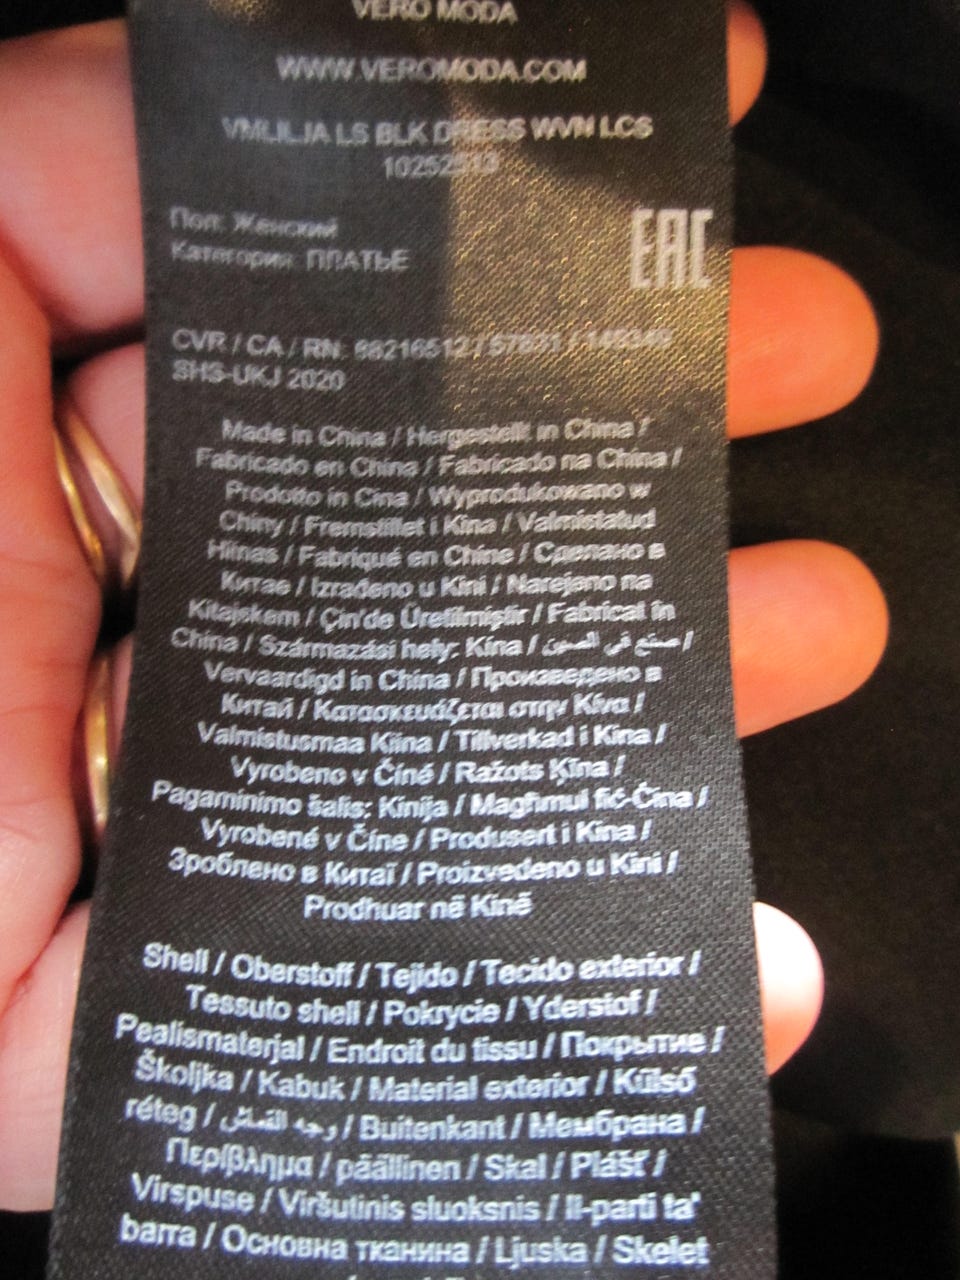 VERO MODA
WWW.VEROMODA.COM
VMLILJA LS BLK DRESS WVN LCS
Пол: Женский
EAC
Категория: ПЛАТЬЕ
CVR / CA / RN:
SHS-UKJ 2020
Made in China / Hergestellt in China /
Fabricado en China / Fabricado na China /
Prodotto in Cina / Wyprodukowano w
Chiny / Fremstillet i Kina / Valmistatud
Hiinas / Fabriqué en Chine / Сделано в
Китае / Izrađeno u Kini / Narejeno na
Kitajskem / Çin'de Üretilmiştir / Fabricat în
China / Származási hely: Kína / صنع في الصين /
Vervaardigd in China / Произведено в
Китай / Κατασκευάζεται στην Κίνα /
Valmistusmaa Kiina / Tillverkad i Kina /
Vyrobeno v Číně / Ražots Ķīna /
Pagaminimo šalis: Kinija / Magħmul fiċ-Ċina /
Vyrobené v Číne / Produsert i Kina /
Зроблено в Китаї / Proizvedeno u Kini /
Prodhuar në Kinë
Shell / Oberstoff / Tejido / Tecido exterior /
Tessuto shell / Pokrycie / Yderstof /
Pealismaterjal / Endroit du tissu / Покрытие /
Školjka / Kabuk / Material exterior / Külső
réteg / وجه القماش / Buitenkant / Мембрана /
Περίβλημα / päällinen / Skal / Plášť /
Virspuse / Viršutinis sluoksnis / Il-parti ta'
barra / Основна тканина / Ljuska / Skelet